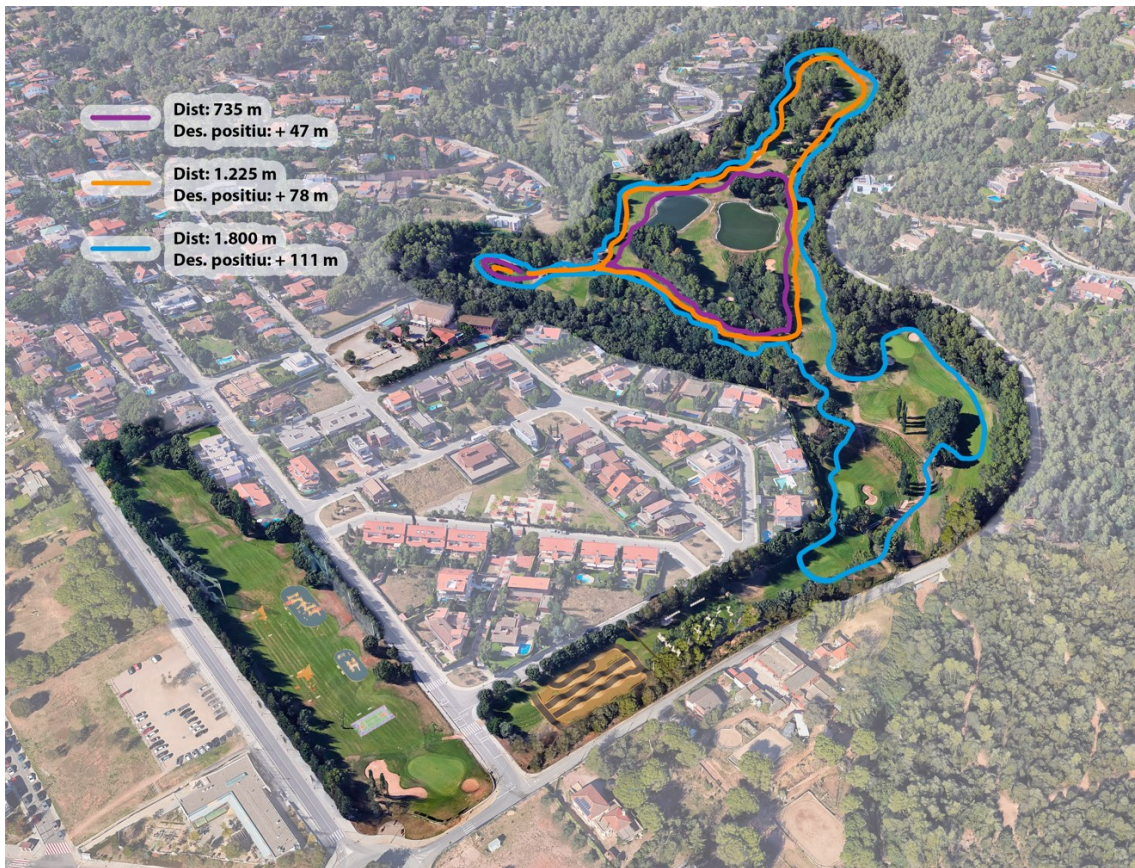 Dist: 735 m
Des. positiu: + 47 m
Dist: 1.225 m
Des. positiu: + 78 m
Dist: 1.800 m
Des. positiu: + 111 m